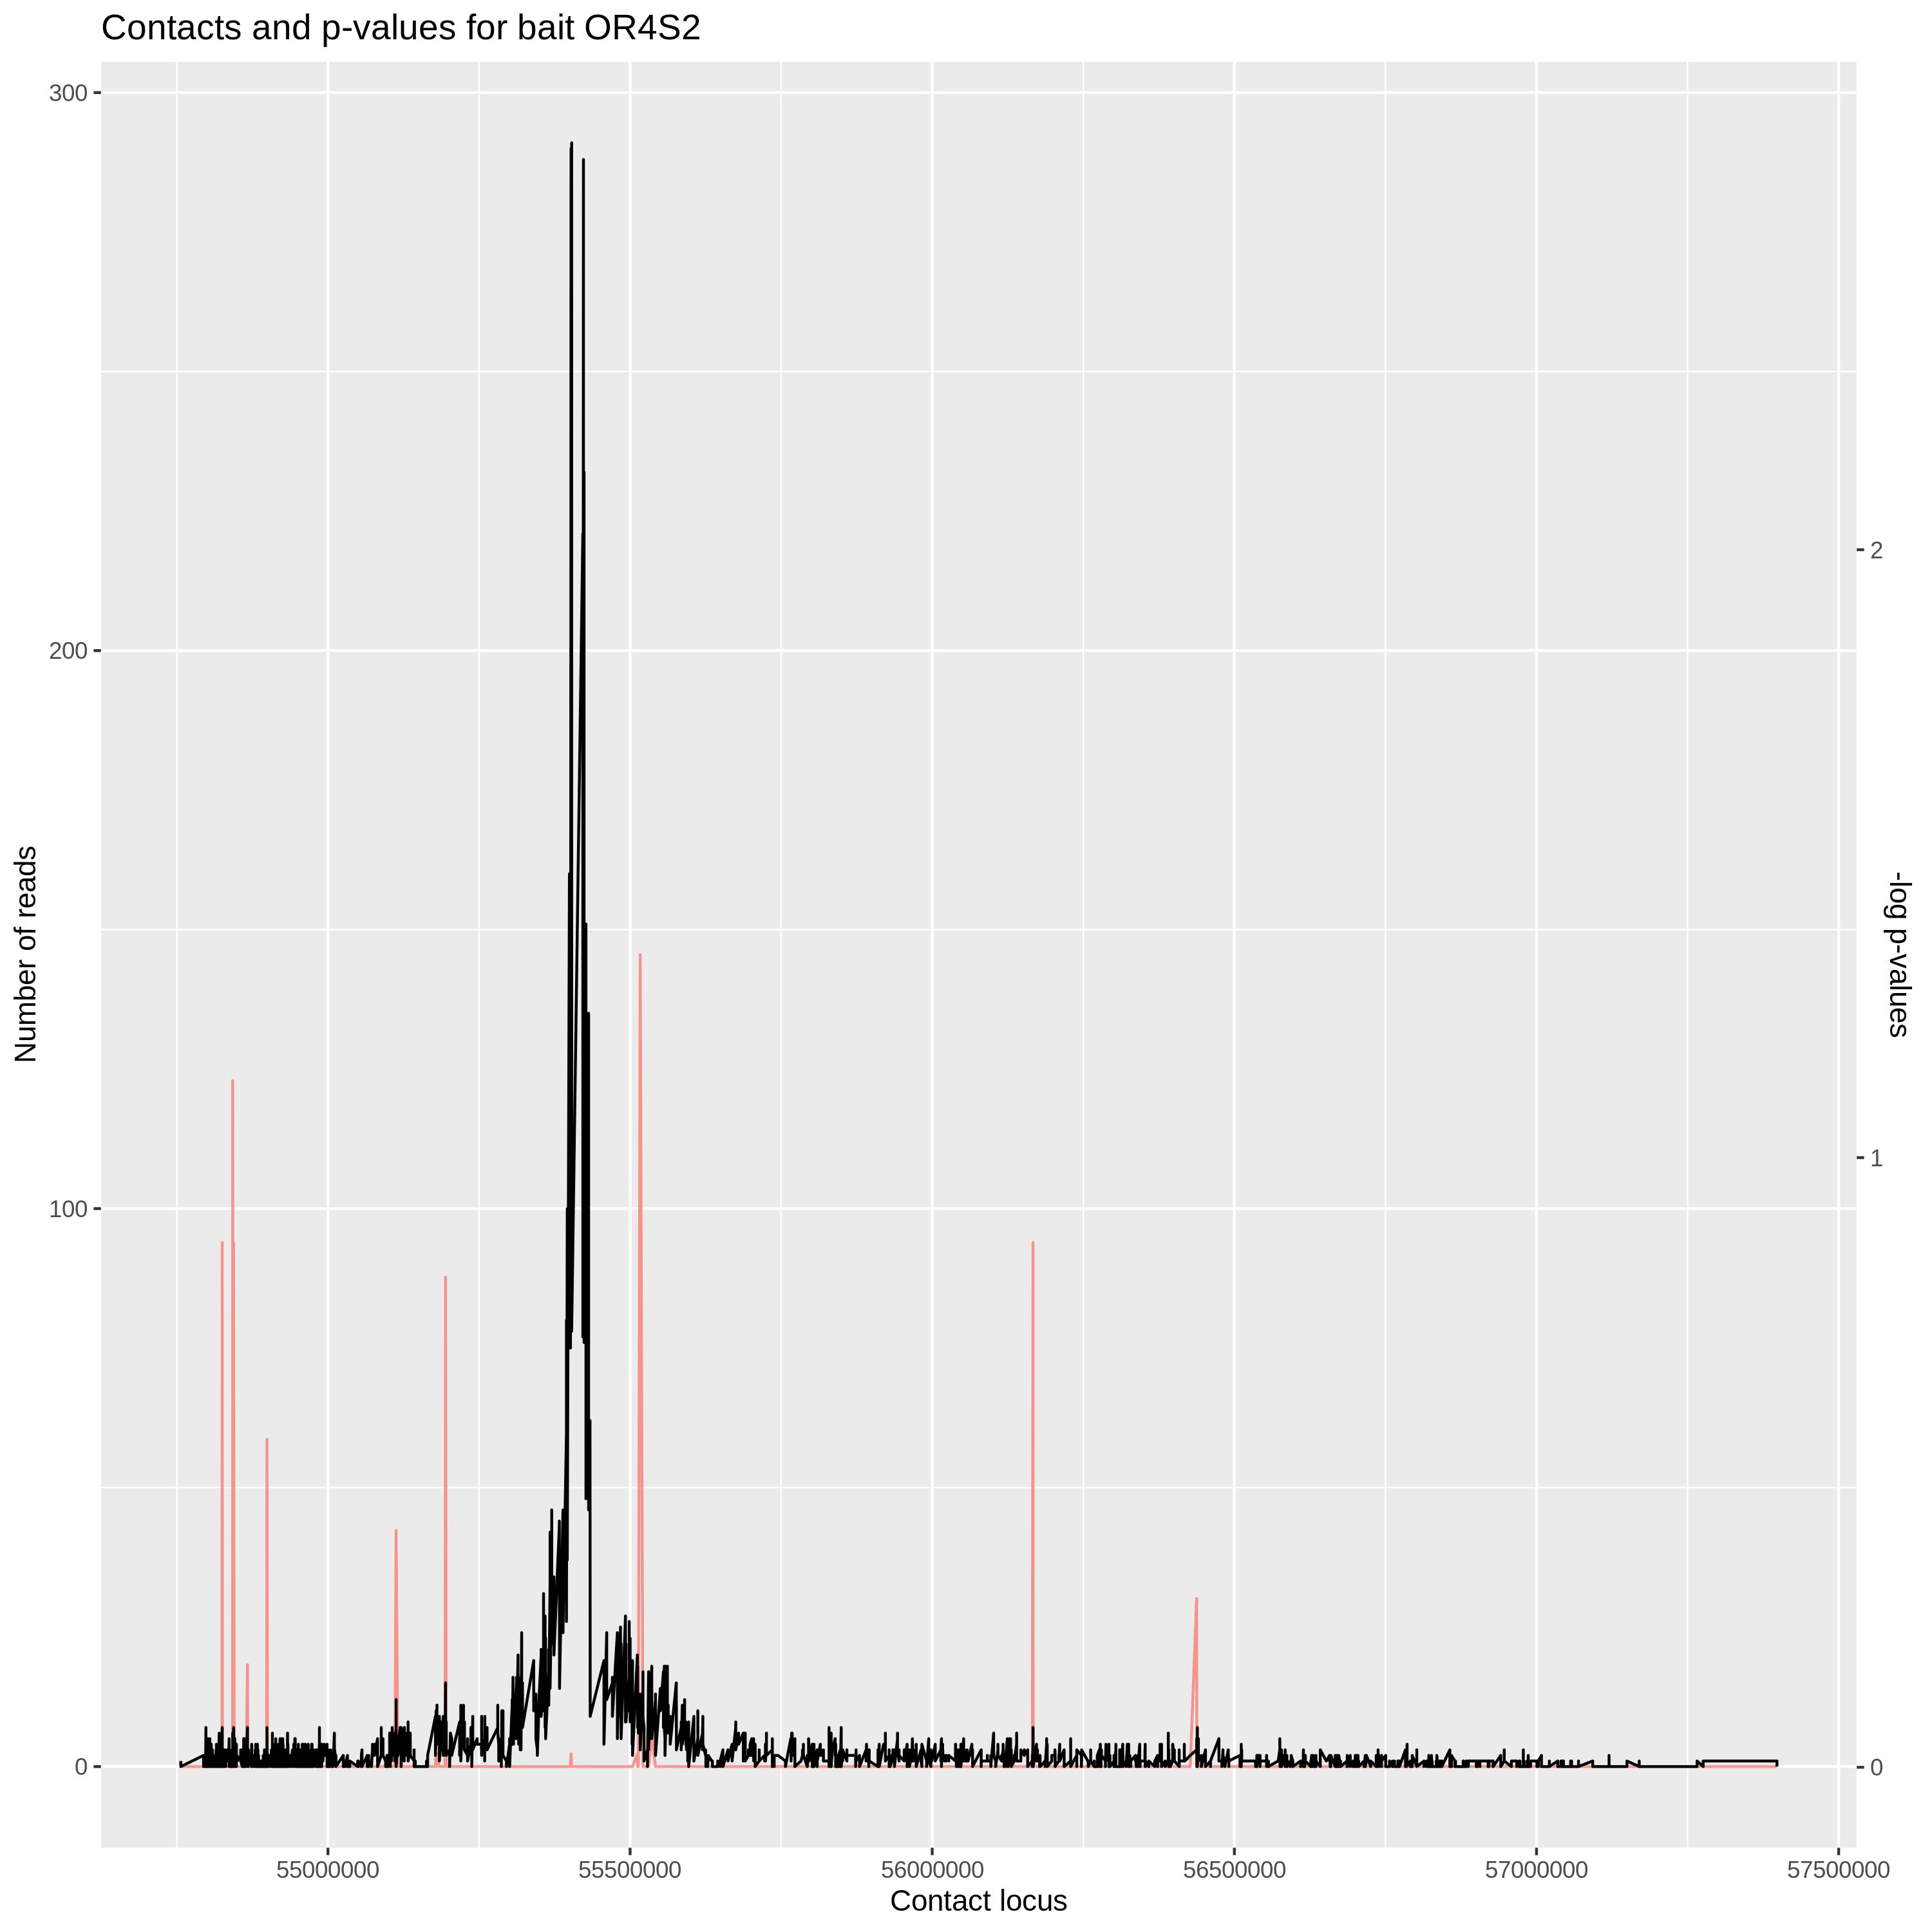 Contacts and p-values for bait OR4S2
300
200
100
0
Number of reads
2
1
0
-log p-values
55000000 55500000 56000000 56500000 57000000 57500000
Contact locus